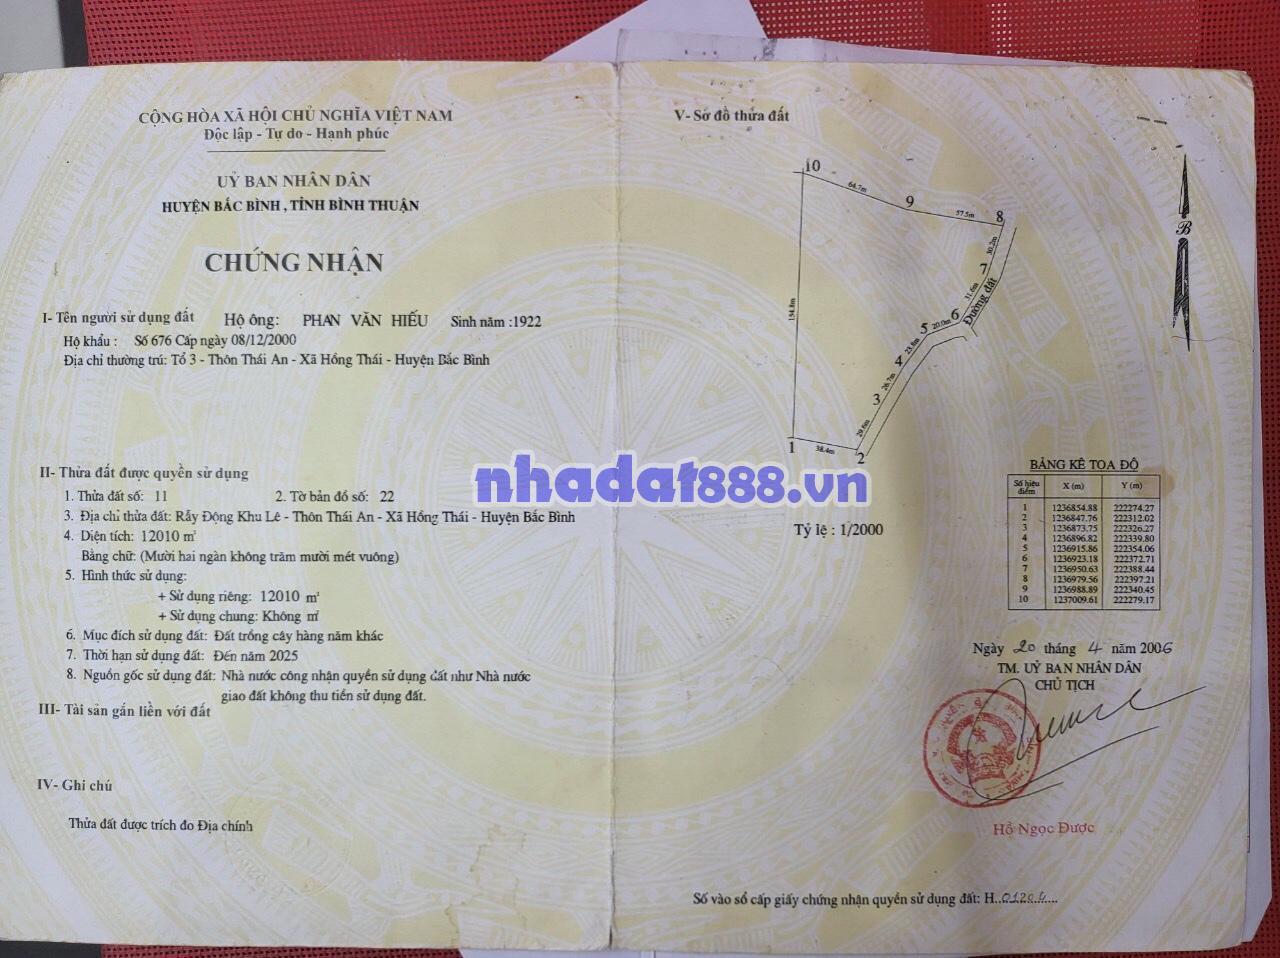 CỘNG HÒA XÃ HỘI CHỦ NGHĨA VIỆT NAM
Độc lập - Tự do - Hạnh phúc
UỶ BAN NHÂN DÂN
HUYỆN BẮC BÌNH , TỈNH BÌNH THUẬN
CHỨNG NHẬN
I- Tên người sử dụng đất Hộ ông: PHAN VĂN HIẾU Sinh năm :1922
Hộ khẩu : Số 676 Cấp ngày 08/12/2000
Địa chỉ thường trú: Tổ 3 - Thôn Thái An - Xã Hồng Thái - Huyện Bắc Bình
II- Thửa đất được quyền sử dụng
1. Thửa đất số: 11 2. Tờ bản đồ số: 22
3. Địa chỉ thửa đất: Rẫy Động Khu Lê - Thôn Thái An - Xã Hồng Thái - Huyện Bắc Bình
4. Diện tích: 12010 m²
Bằng chữ: (Mười hai ngàn không trăm mười mét vuông)
5. Hình thức sử dụng:
+ Sử dụng riêng: 12010 m²
+ Sử dụng chung: Không m²
6. Mục đích sử dụng đất: Đất trồng cây hàng năm khác
7. Thời hạn sử dụng đất: Đến năm 2025
8. Nguồn gốc sử dụng đất: Nhà nước công nhận quyền sử dụng đất như Nhà nước
giao đất không thu tiền sử dụng đất.
III- Tài sản gắn liền với đất
IV- Ghi chú
Thửa đất được trích đo Địa chính
V- Sơ đồ thửa đất
10
64.7m
9
57.5m
8
30.2m
7
31.6m
Đường đất
6
20.0m
5
23.8m
4
26.7m
3
29.6m
2
38.4m
1
154.8m
B
nhadat888.vn
Tỷ lệ : 1/2000
BẢNG KÊ TOẠ ĐỘ
Số hiệu điểm X (m) Y (m)
1 1236854.88 222274.27
2 1236847.76 222312.02
3 1236873.75 222326.27
4 1236896.82 222339.80
5 1236915.86 222354.06
6 1236923.18 222372.71
7 1236950.63 222388.44
8 1236979.56 222397.21
9 1236988.89 222340.45
10 1237009.61 222279.17
Ngày 20 tháng 4 năm 2006
TM. UỶ BAN NHÂN DÂN
CHỦ TỊCH
Hồ Ngọc Được
Số vào sổ cấp giấy chứng nhận quyền sử dụng đất: H..01204....